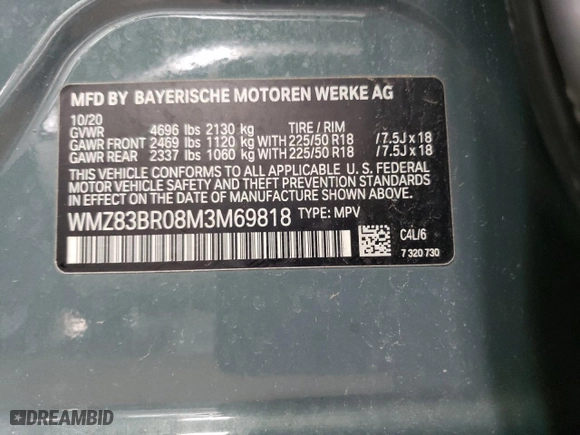 MFD BY BAYERISCHE MOTOREN WERKE AG
10/20
GVWR 4696 lbs 2130 kg TIRE / RIM
GAWR FRONT 2469 lbs 1120 kg WITH 225/50 R18 /7.5J x 18
GAWR REAR 2337 lbs 1060 kg WITH 225/50 R18 /7.5J x 18
THIS VEHICLE CONFORMS TO ALL APPLICABLE U. S. FEDERAL
MOTOR VEHICLE SAFETY AND THEFT PREVENTION STANDARDS
IN EFFECT ON THE DATE OF MANUFACTURE SHOWN ABOVE.
WMZ83BR08M3M69818 TYPE: MPV
C4L/6
7 320 730
DREAMBID